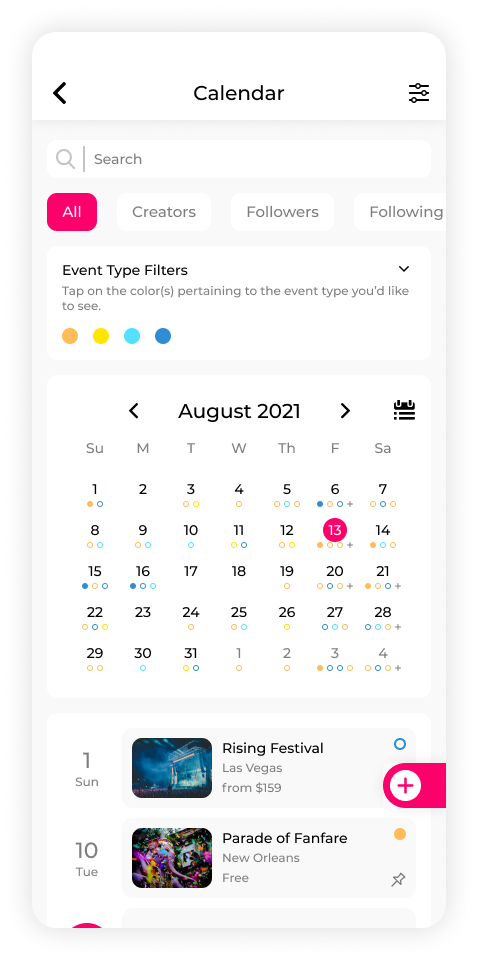 Calendar
Search
All Creators Followers Following
Event Type Filters
Tap on the color(s) pertaining to the event type you’d like
to see.
August 2021
Su M T W Th F Sa
1 2 3 4 5 6 7
8 9 10 11 12 13 14
15 16 17 18 19 20 21
22 23 24 25 26 27 28
29 30 31 1 2 3 4
1
Sun
Rising Festival
Las Vegas
from $159
10
Tue
Parade of Fanfare
New Orleans
Free